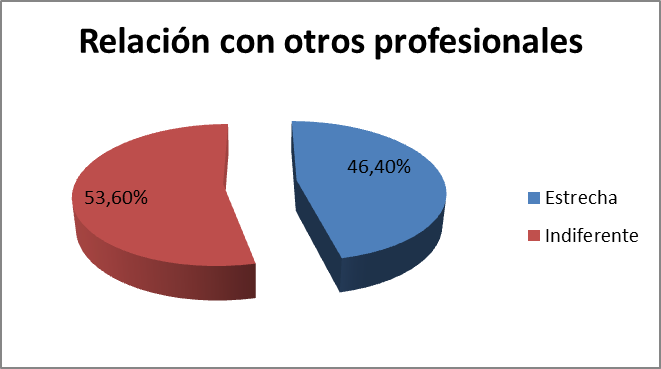 Relación con otros profesionales
46,40%
53,60%
Estrecha
Indiferente